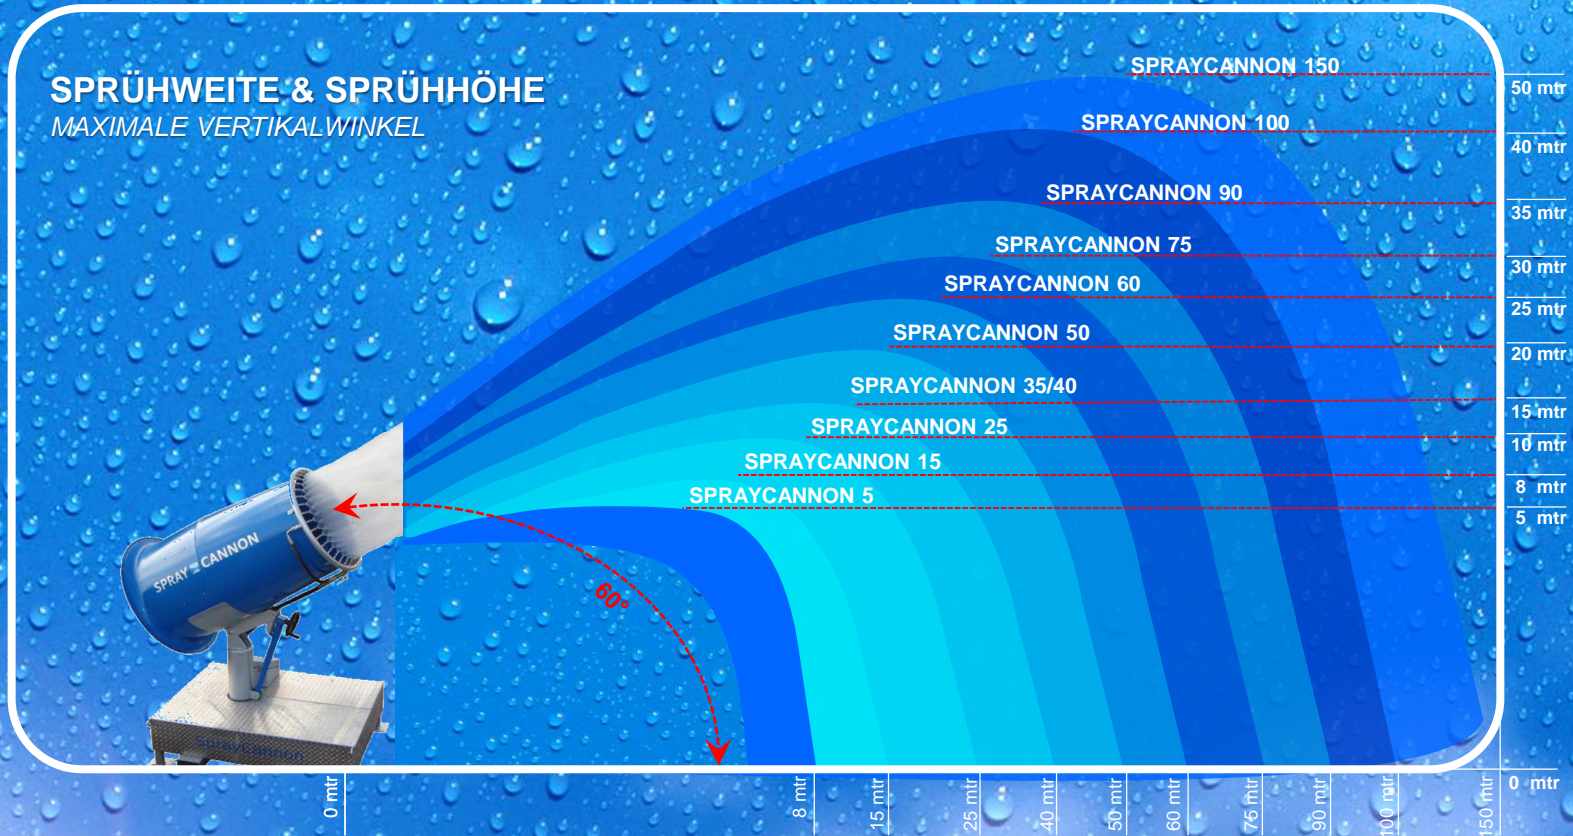 SPRÜHWEITE & SPRÜHHÖHE
MAXIMALE VERTIKALWINKEL
SPRAYCANNON 150
50 mtr
SPRAYCANNON 100
40 mtr
SPRAYCANNON 90
35 mtr
SPRAYCANNON 75
30 mtr
SPRAYCANNON 60
25 mtr
SPRAYCANNON 50
20 mtr
SPRAYCANNON 35/40
15 mtr
SPRAYCANNON 25
10 mtr
SPRAYCANNON 15
8 mtr
SPRAYCANNON 5
5 mtr
SPRAY CANNON
60°
SprayCannon
0 mtr
0 mtr
8 mtr
15 mtr
25 mtr
40 mtr
50 mtr
60 mtr
75 mtr
90 mtr
100 mtr
150 mtr